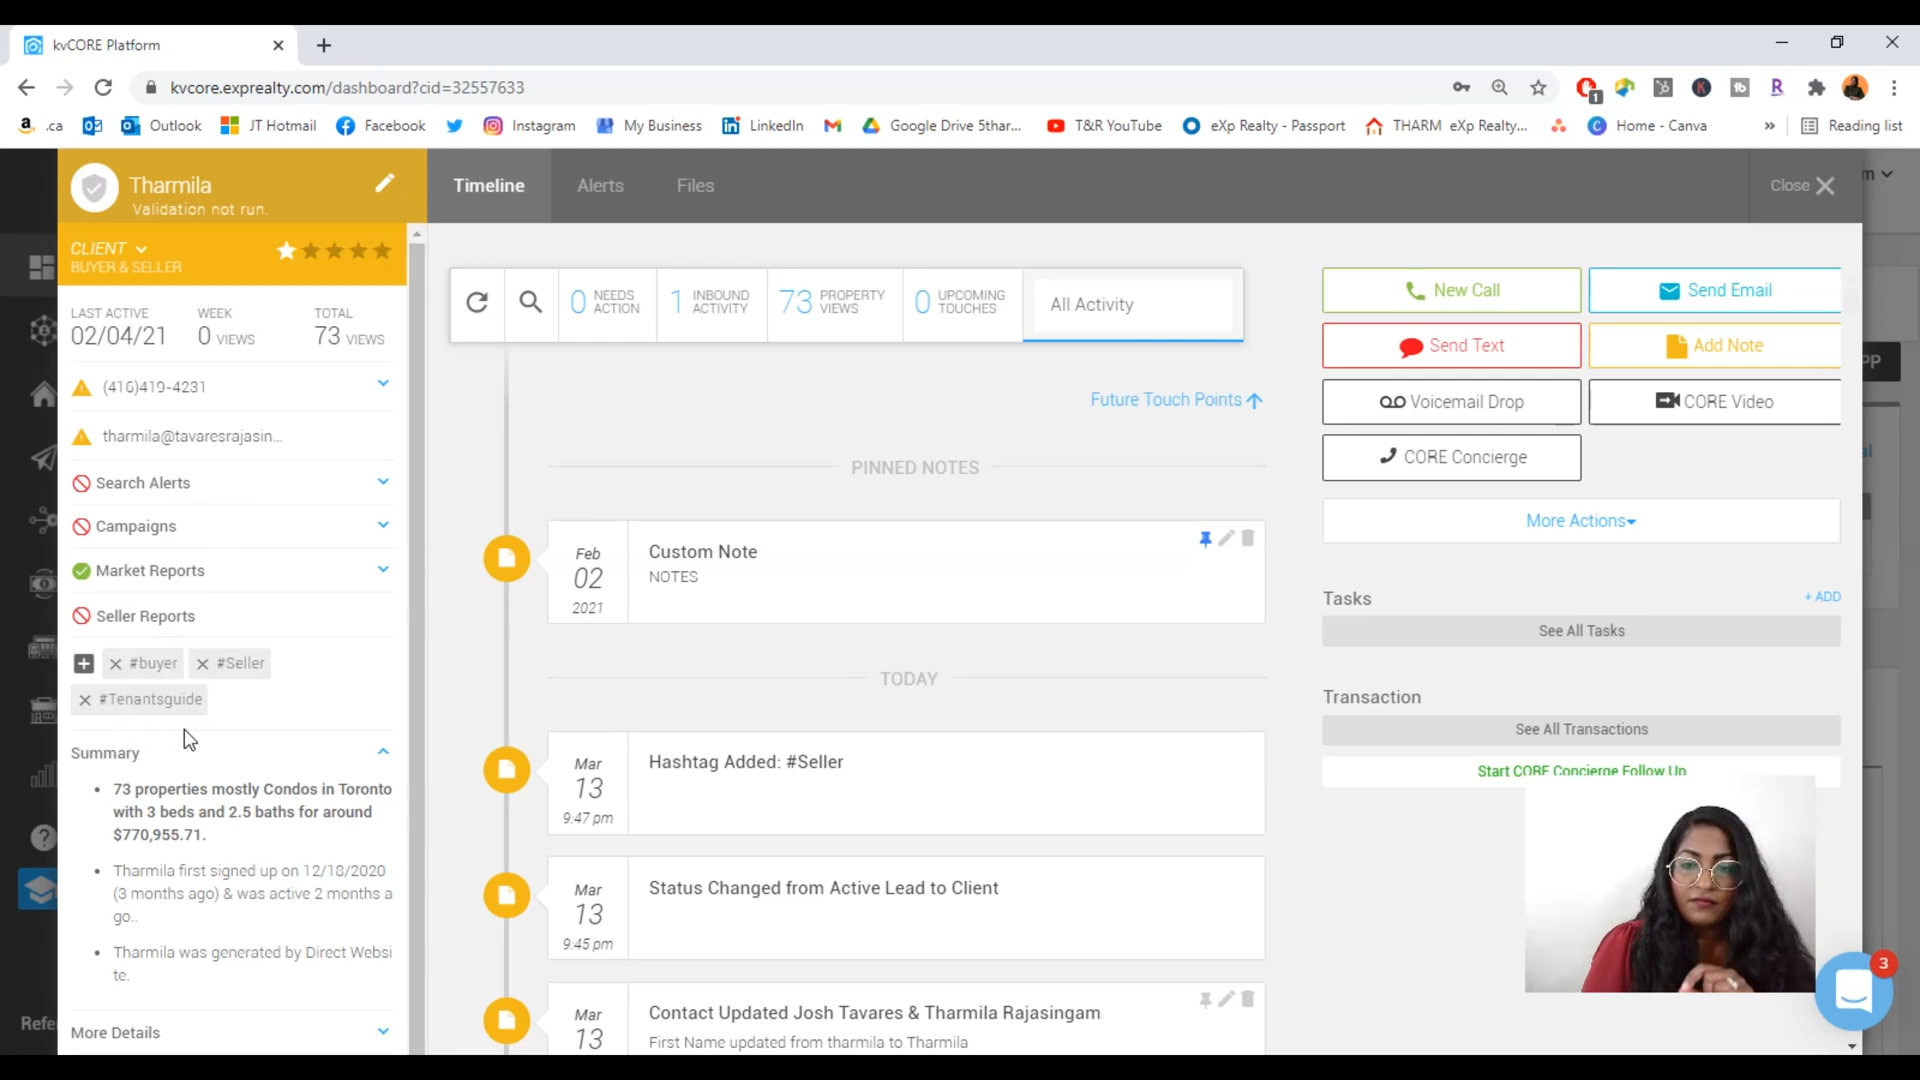 kvCORE Platform
kvcore.exprealty.com/dashboard?cid=32557633
.ca
Outlook
JT Hotmail
Facebook
Instagram
My Business
LinkedIn
Google Drive 5thar...
T&R YouTube
eXp Realty - Passport
THARM eXp Realty...
Home - Canva
»
Reading list
Tharmila
Validation not run.
Timeline
Alerts
Files
Close
CLIENT
BUYER & SELLER
LAST ACTIVE
02/04/21
WEEK
0 VIEWS
TOTAL
73 VIEWS
(416)419-4231
tharmila@tavaresrajasin...
Search Alerts
Campaigns
Market Reports
Seller Reports
#buyer
#Seller
#Tenantsguide
Summary
73 properties mostly Condos in Toronto
with 3 beds and 2.5 baths for around
$770,955.71.
Tharmila first signed up on 12/18/2020
(3 months ago) & was active 2 months a
go..
Tharmila was generated by Direct Websi
te.
More Details
Refe
0 NEEDS ACTION
1 INBOUND ACTIVITY
73 PROPERTY VIEWS
0 UPCOMING TOUCHES
All Activity
Future Touch Points
PINNED NOTES
Feb
02
2021
Custom Note
NOTES
TODAY
Mar
13
9:47 pm
Hashtag Added: #Seller
Mar
13
9:45 pm
Status Changed from Active Lead to Client
Mar
13
Contact Updated Josh Tavares & Tharmila Rajasingam
First Name updated from tharmila to Tharmila
New Call
Send Email
Send Text
Add Note
Voicemail Drop
CORE Video
CORE Concierge
More Actions
Tasks
+ ADD
See All Tasks
Transaction
See All Transactions
Start CORE Concierge Follow Up
3